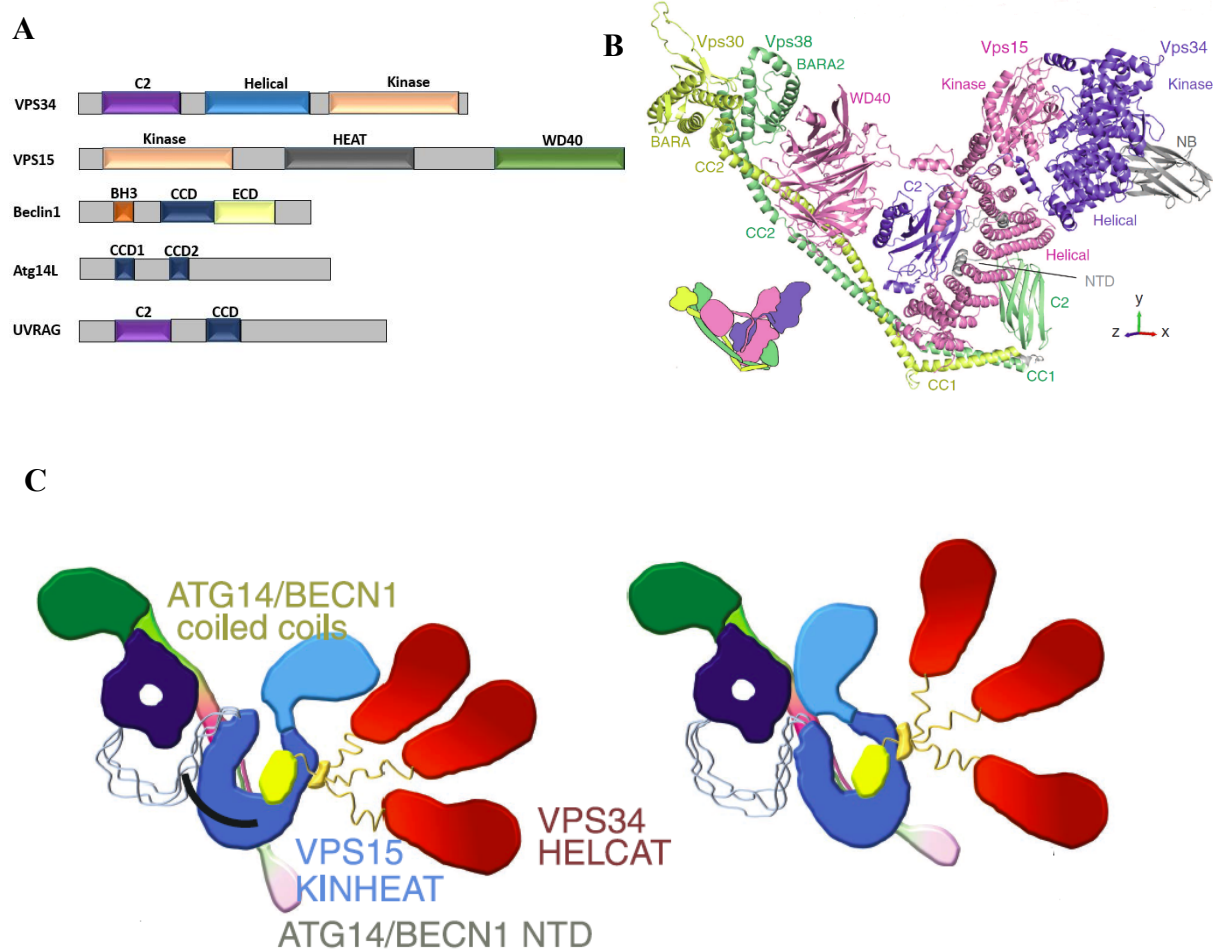 A
C2 Helical Kinase
VPS34
Kinase HEAT WD40
VPS15
BH3 CCD ECD
Beclin1
CCD1 CCD2
Atg14L
C2 CCD
UVRAG
B
Vps30 Vps38
BARA2
WD40
BARA
CC2
CC2
C2
Vps15
Kinase
Vps34
Kinase
NB
Helical
Helical
NTD
C2
CC1
CC1
y
z x
C
ATG14/BECN1
coiled coils
VPS34
HELCAT
VPS15
KINHEAT
ATG14/BECN1 NTD